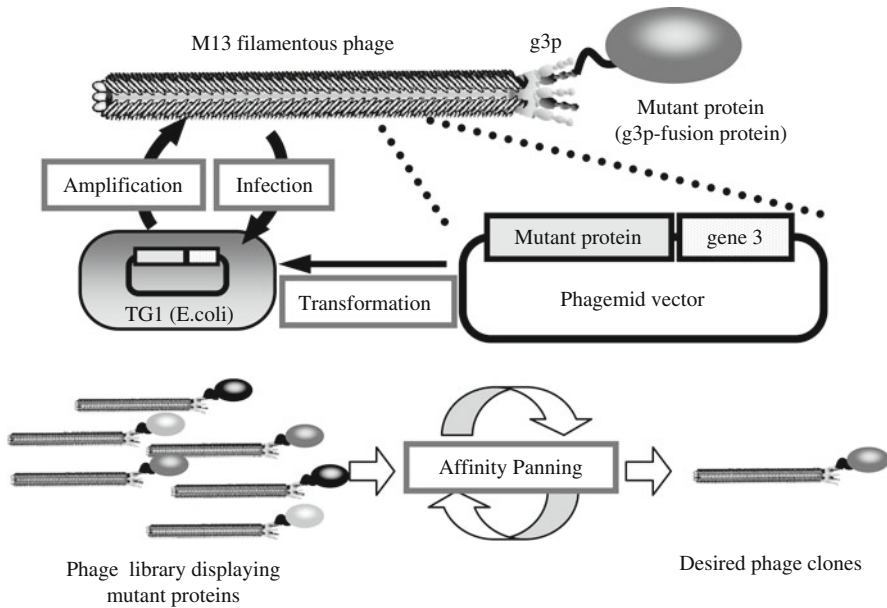 M13 filamentous phage
g3p
Mutant protein
(g3p-fusion protein)
Amplification
Infection
Mutant protein
gene 3
TG1 (E.coli)
Transformation
Phagemid vector
Affinity Panning
Phage library displaying
mutant proteins
Desired phage clones